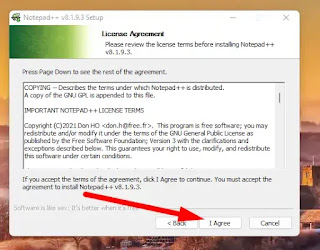 Notepad++ v8.1.9.3 Setup
License Agreement
Please review the license terms before installing Notepad++
v8.1.9.3.
Press Page Down to see the rest of the agreement.
COPYING -- Describes the terms under which Notepad++ is distributed.
A copy of the GNU GPL is appended to this file.
IMPORTANT NOTEPAD++ LICENSE TERMS
Copyright (C)2021 Don HO <don.h@free.fr>. This program is free software; you may
redistribute and/or modify it under the terms of the GNU General Public License as
published by the Free Software Foundation; Version 3 with the clarifications and
exceptions described below. This guarantees your right to use, modify, and redistribute
this software under certain conditions.
If you accept the terms of the agreement, click I Agree to continue. You must accept the
agreement to install Notepad++ v8.1.9.3.
Software is like sex : It's better when it's free
< Back
I Agree
Cancel